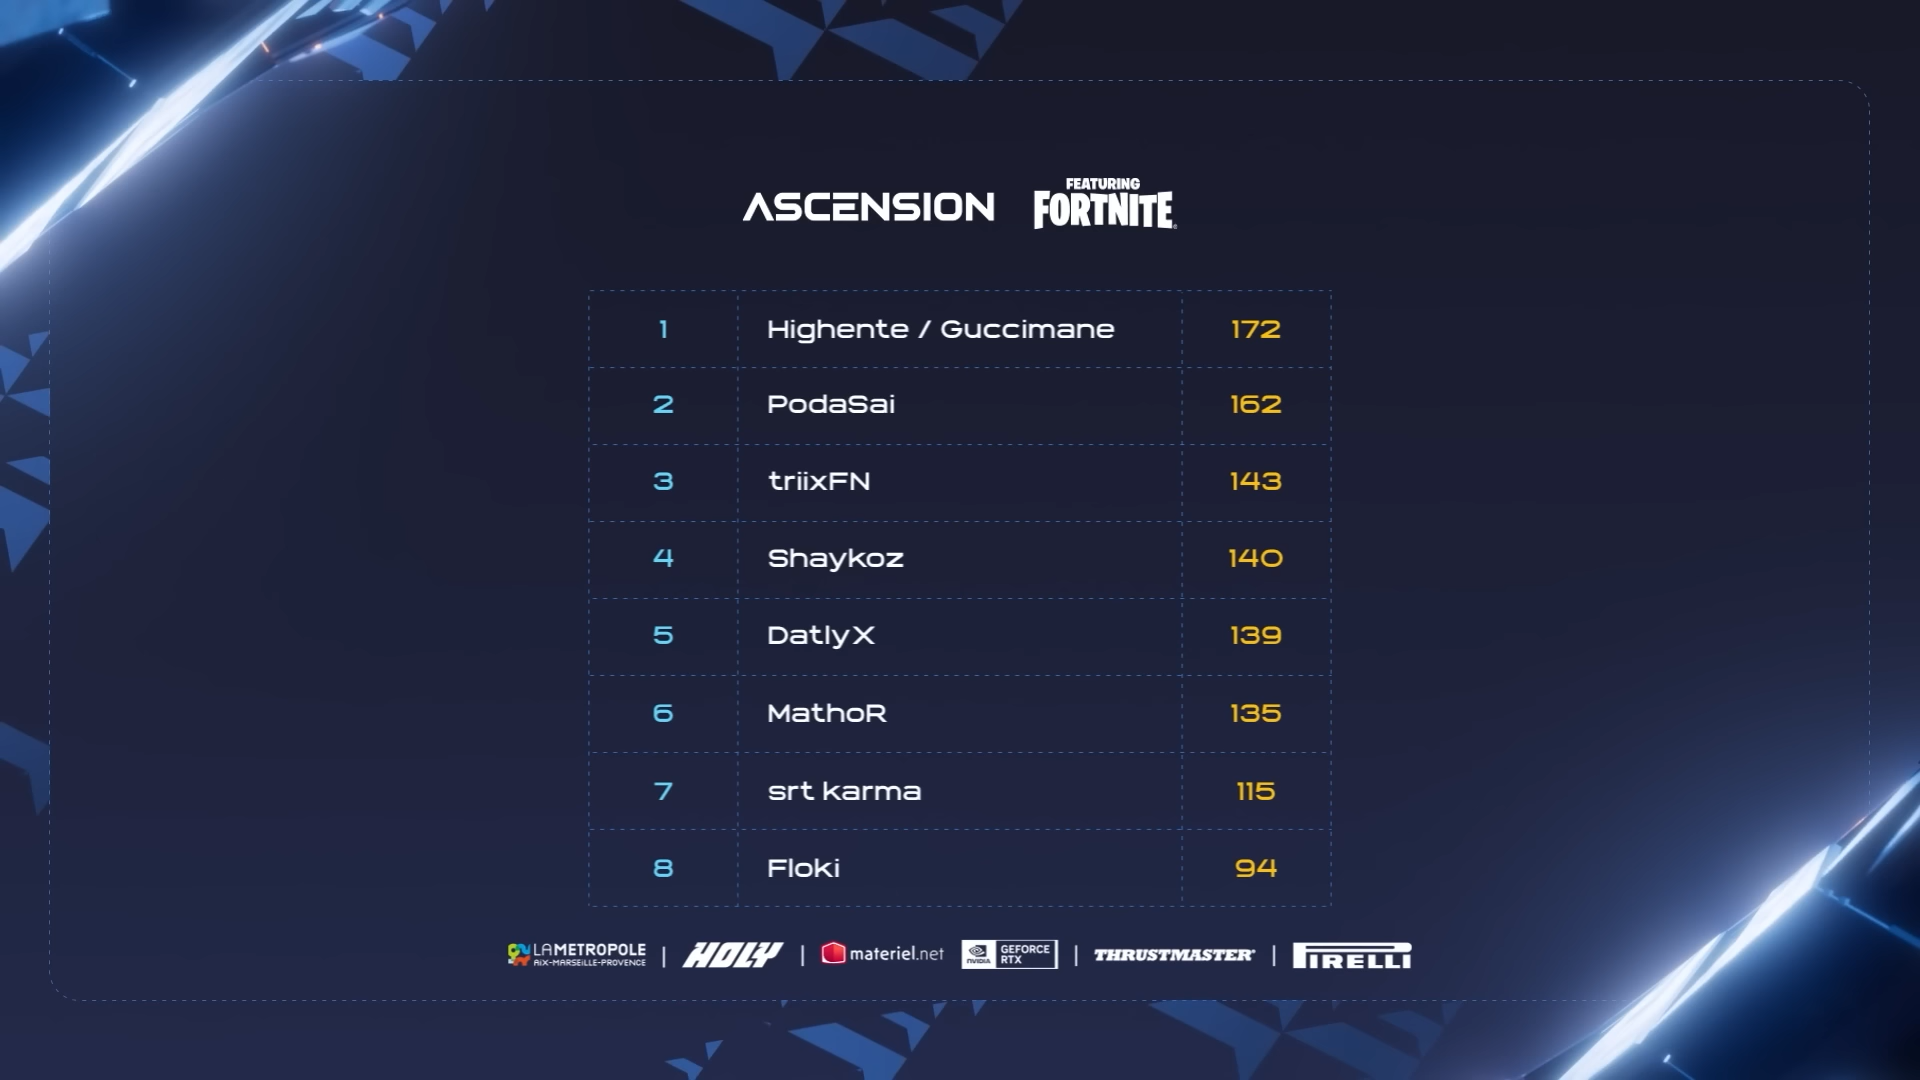 ASCENSION
FEATURING
FORTNITE
1 Highente / Guccimane 172
2 PodaSai 162
3 triixFN 143
4 Shaykoz 140
5 DatlyX 139
6 MathoR 135
7 srt karma 115
8 Floki 94
LAMETROPOLE
AIX-MARSEILLE-PROVENCE
HOLY
materiel.net
NVIDIA
GEFORCE
RTX
THRUSTMASTER
PIRELLI